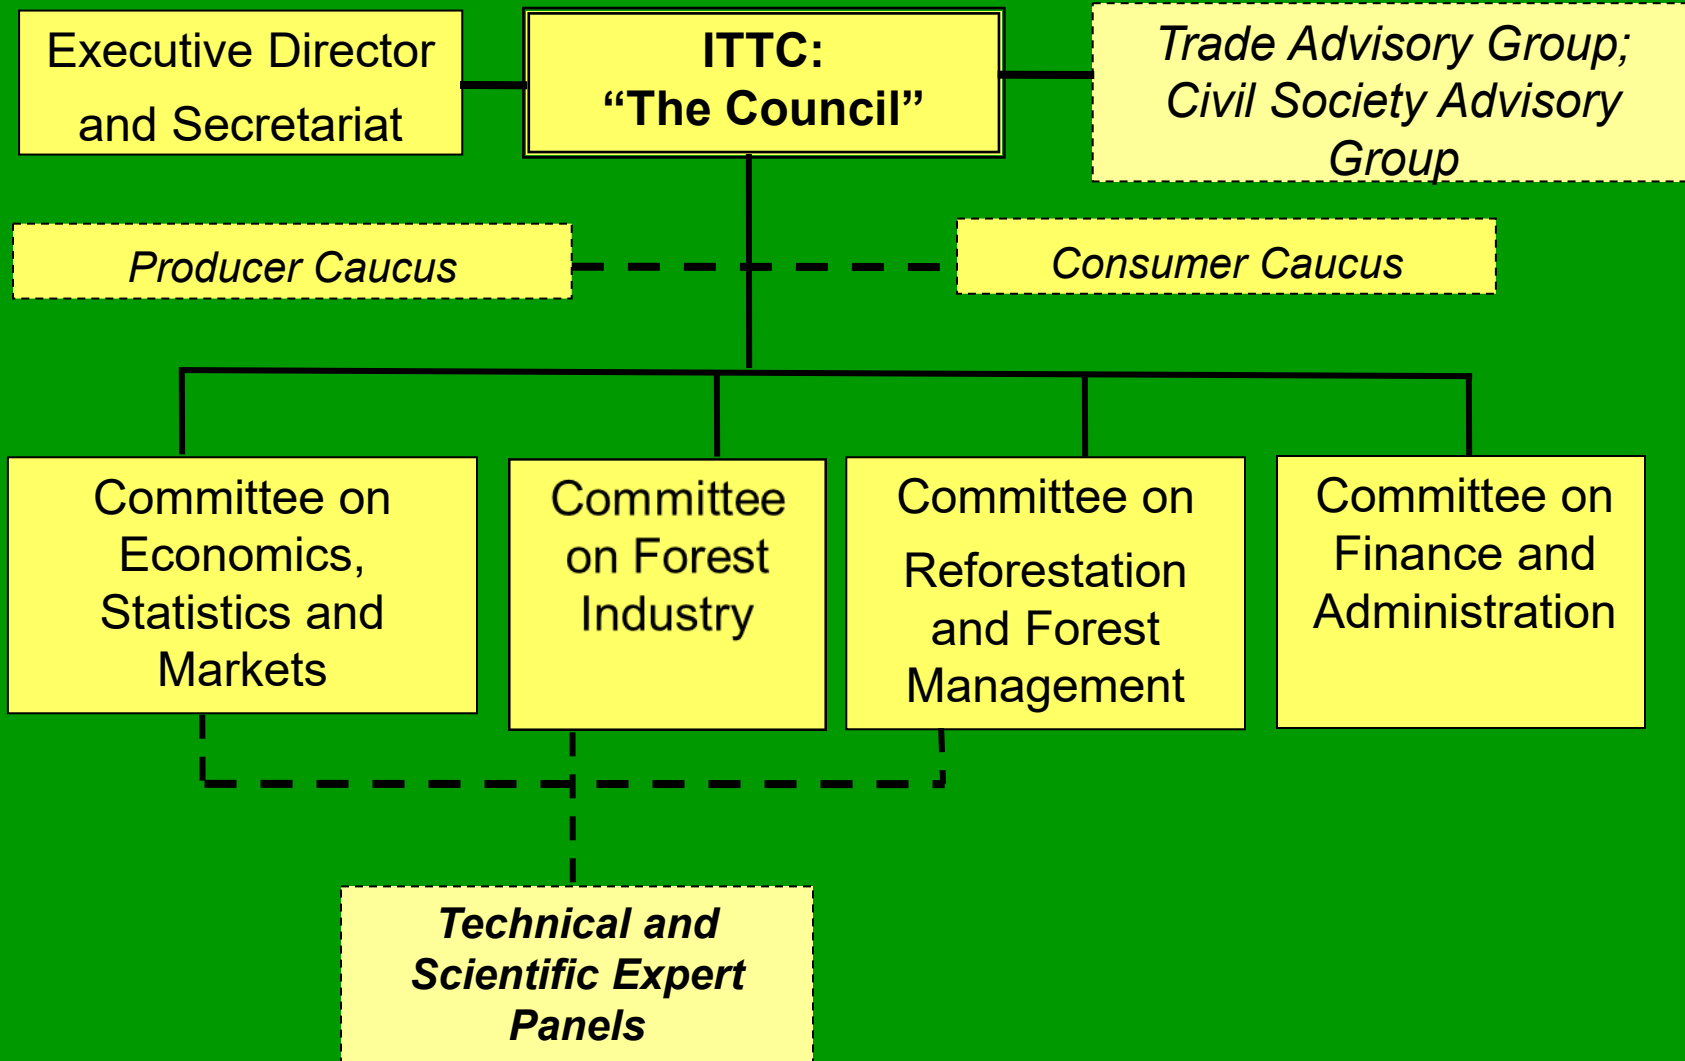 Executive Director
and Secretariat
ITTC:
“The Council”
Trade Advisory Group;
Civil Society Advisory
Group
Producer Caucus
Consumer Caucus
Committee on
Economics,
Statistics and
Markets
Committee
on Forest
Industry
Committee on
Reforestation
and Forest
Management
Committee on
Finance and
Administration
Technical and
Scientific Expert
Panels